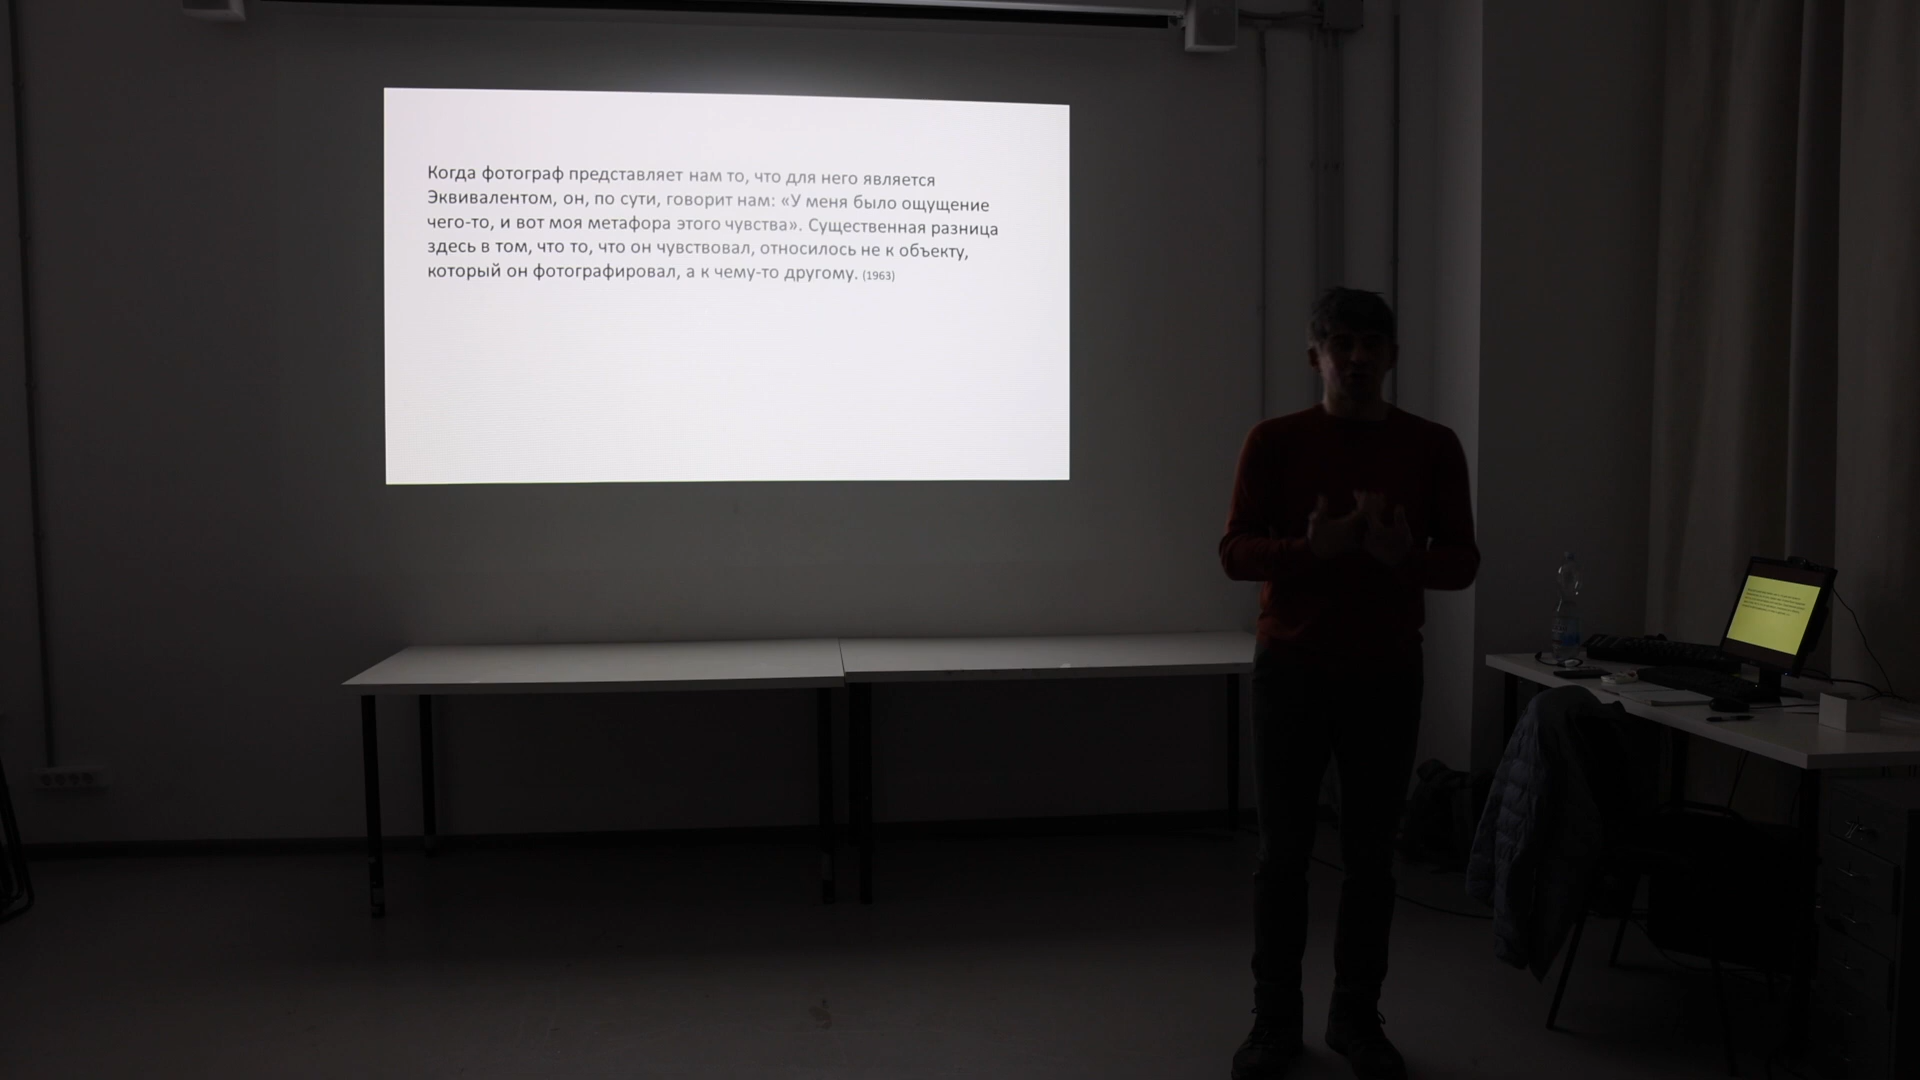 Когда фотограф представляет нам то, что для него является
Эквивалентом, он, по сути, говорит нам: «У меня было ощущение
чего-то, и вот моя метафора этого чувства». Существенная разница
здесь в том, что то, что он чувствовал, относилось не к объекту,
который он фотографировал, а к чему-то другому. (1963)